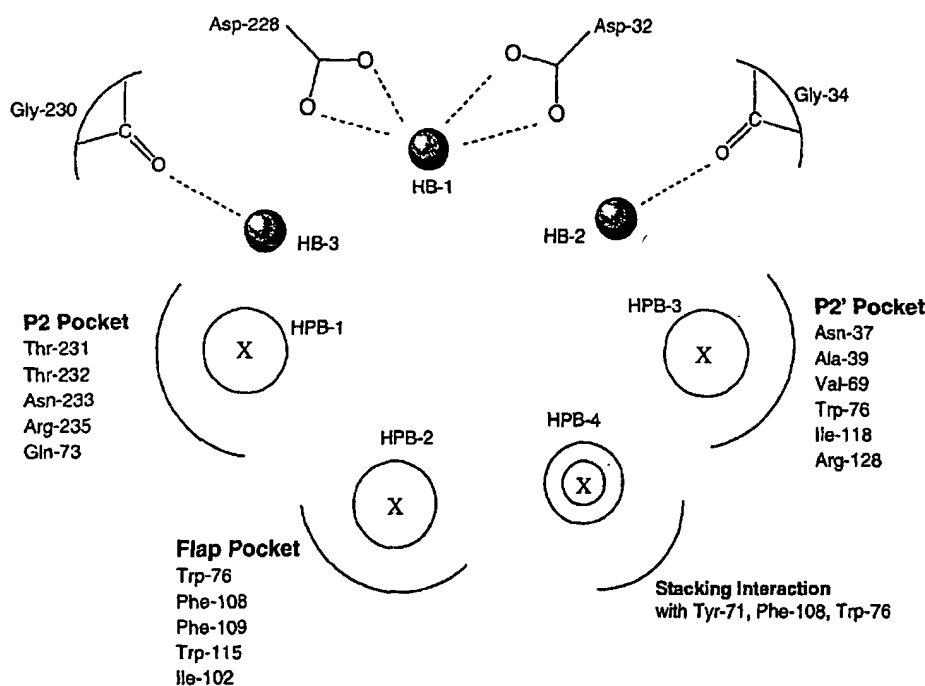 Asp-228
Asp-32
O
O
O
O
Gly-230
C
O
Gly-34
C
O
HB-1
HB-3
HB-2
P2 Pocket
Thr-231
Thr-232
Asn-233
Arg-235
Gln-73
HPB-1
X
HPB-3
X
P2' Pocket
Asn-37
Ala-39
Val-69
Trp-76
Ile-118
Arg-128
HPB-2
X
HPB-4
X
Flap Pocket
Trp-76
Phe-108
Phe-109
Trp-115
Ile-102
Stacking Interaction
with Tyr-71, Phe-108, Trp-76